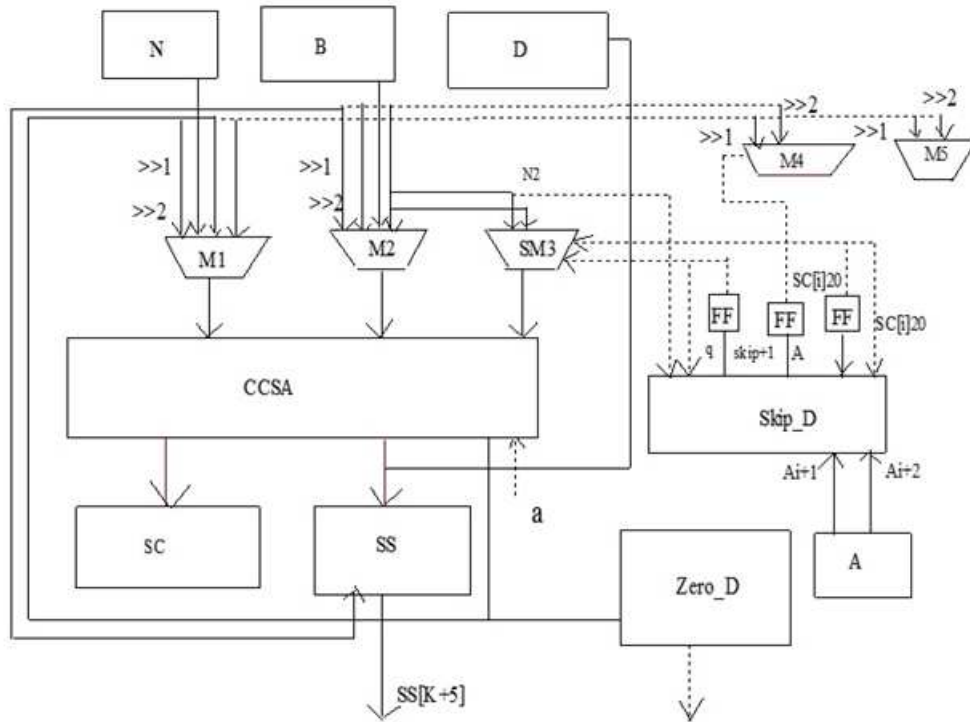 N
B
D
>>2
>>2
>>1
>>1
>>1
>>1
M4
M5
N2
>>2
>>2
M1
M2
SM3
SC[i]20
FF
FF
FF
SC[i]20
q
skip+1
A
CCSA
Skip_D
Ai+1
Ai+2
a
SC
SS
Zero_D
A
SS[K+5]